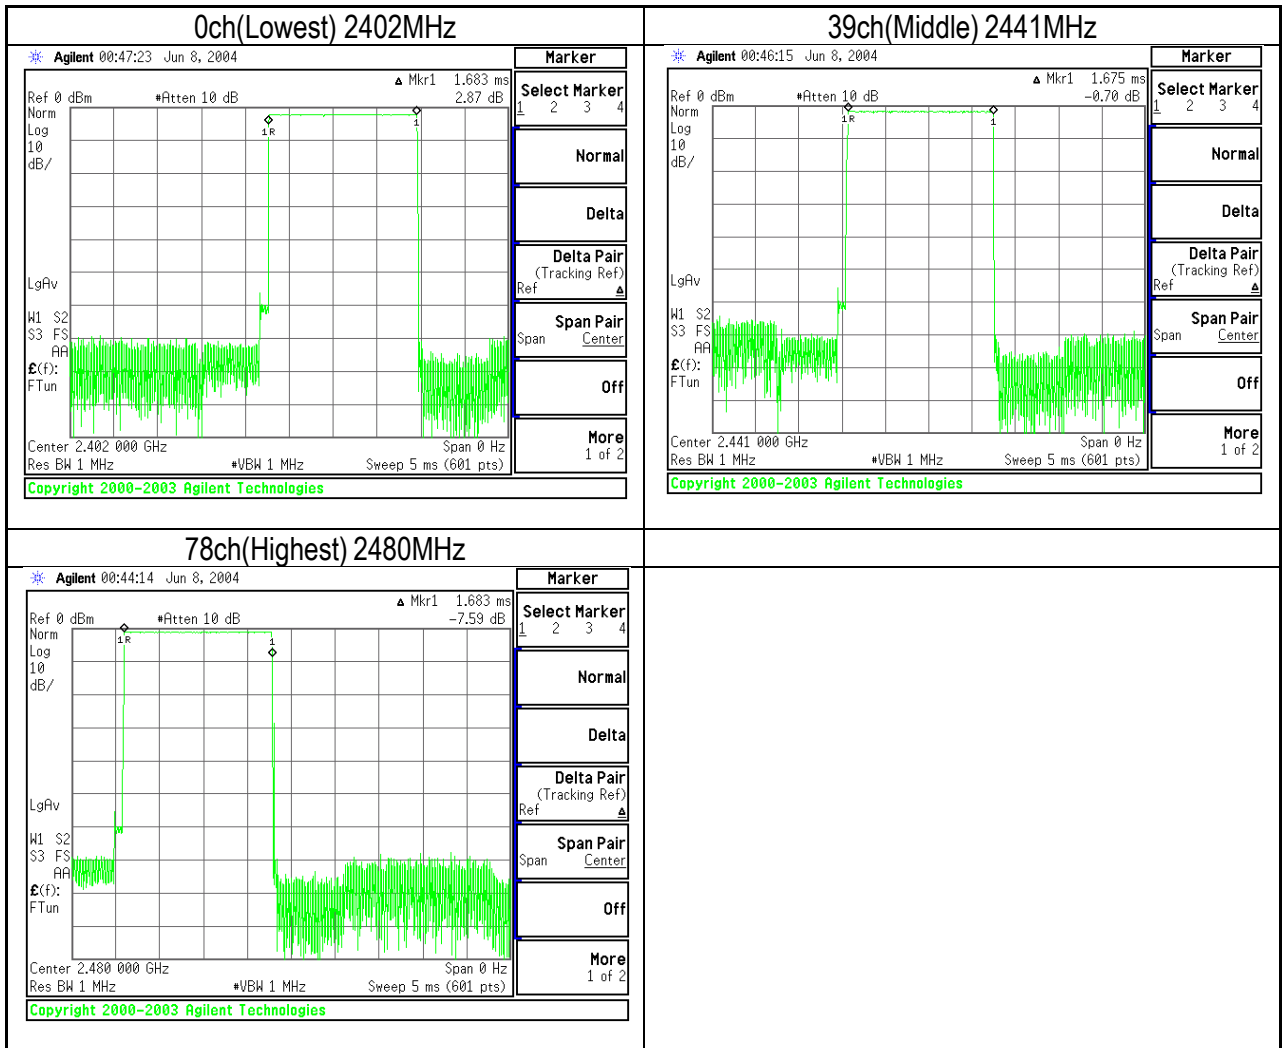 0ch(Lowest) 2402MHz
Agilent 00:47:23 Jun 8, 2004
Marker
Δ Mkr1 1.683 ms
Ref 0 dBm #Atten 10 dB 2.87 dB
Select Marker
1 2 3 4
Norm
Log
10
dB/
1R
1
Normal
Delta
Delta Pair
(Tracking Ref)
Ref Δ
LgAv
W1 S2
S3 FS
AA
£(f):
FTun
Span Pair
Span Center
Off
More
1 of 2
Center 2.402 000 GHz Span 0 Hz
Res BW 1 MHz #VBW 1 MHz Sweep 5 ms (601 pts)
Copyright 2000-2003 Agilent Technologies
39ch(Middle) 2441MHz
Agilent 00:46:15 Jun 8, 2004
Marker
Δ Mkr1 1.675 ms
Ref 0 dBm #Atten 10 dB -0.70 dB
Select Marker
1 2 3 4
Norm
Log
10
dB/
1R
1
Normal
Delta
Delta Pair
(Tracking Ref)
Ref Δ
LgAv
W1 S2
S3 FS
AA
£(f):
FTun
Span Pair
Span Center
Off
More
1 of 2
Center 2.441 000 GHz Span 0 Hz
Res BW 1 MHz #VBW 1 MHz Sweep 5 ms (601 pts)
Copyright 2000-2003 Agilent Technologies
78ch(Highest) 2480MHz
Agilent 00:44:14 Jun 8, 2004
Marker
Δ Mkr1 1.683 ms
Ref 0 dBm #Atten 10 dB -7.59 dB
Select Marker
1 2 3 4
Norm
Log
10
dB/
1R
1
Normal
Delta
Delta Pair
(Tracking Ref)
Ref Δ
LgAv
W1 S2
S3 FS
AA
£(f):
FTun
Span Pair
Span Center
Off
More
1 of 2
Center 2.480 000 GHz Span 0 Hz
Res BW 1 MHz #VBW 1 MHz Sweep 5 ms (601 pts)
Copyright 2000-2003 Agilent Technologies